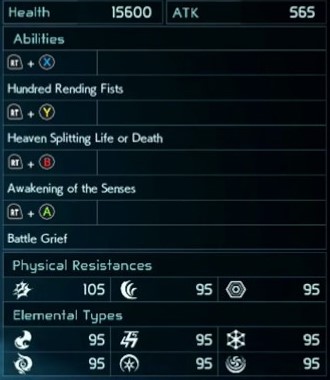 Health 15600 ATK 565
Abilities
RT + X
Hundred Rending Fists
RT + Y
Heaven Splitting Life or Death
RT + B
Awakening of the Senses
RT + A
Battle Grief
Physical Resistances
105 95 95
Elemental Types
95 95 95
95 95 95